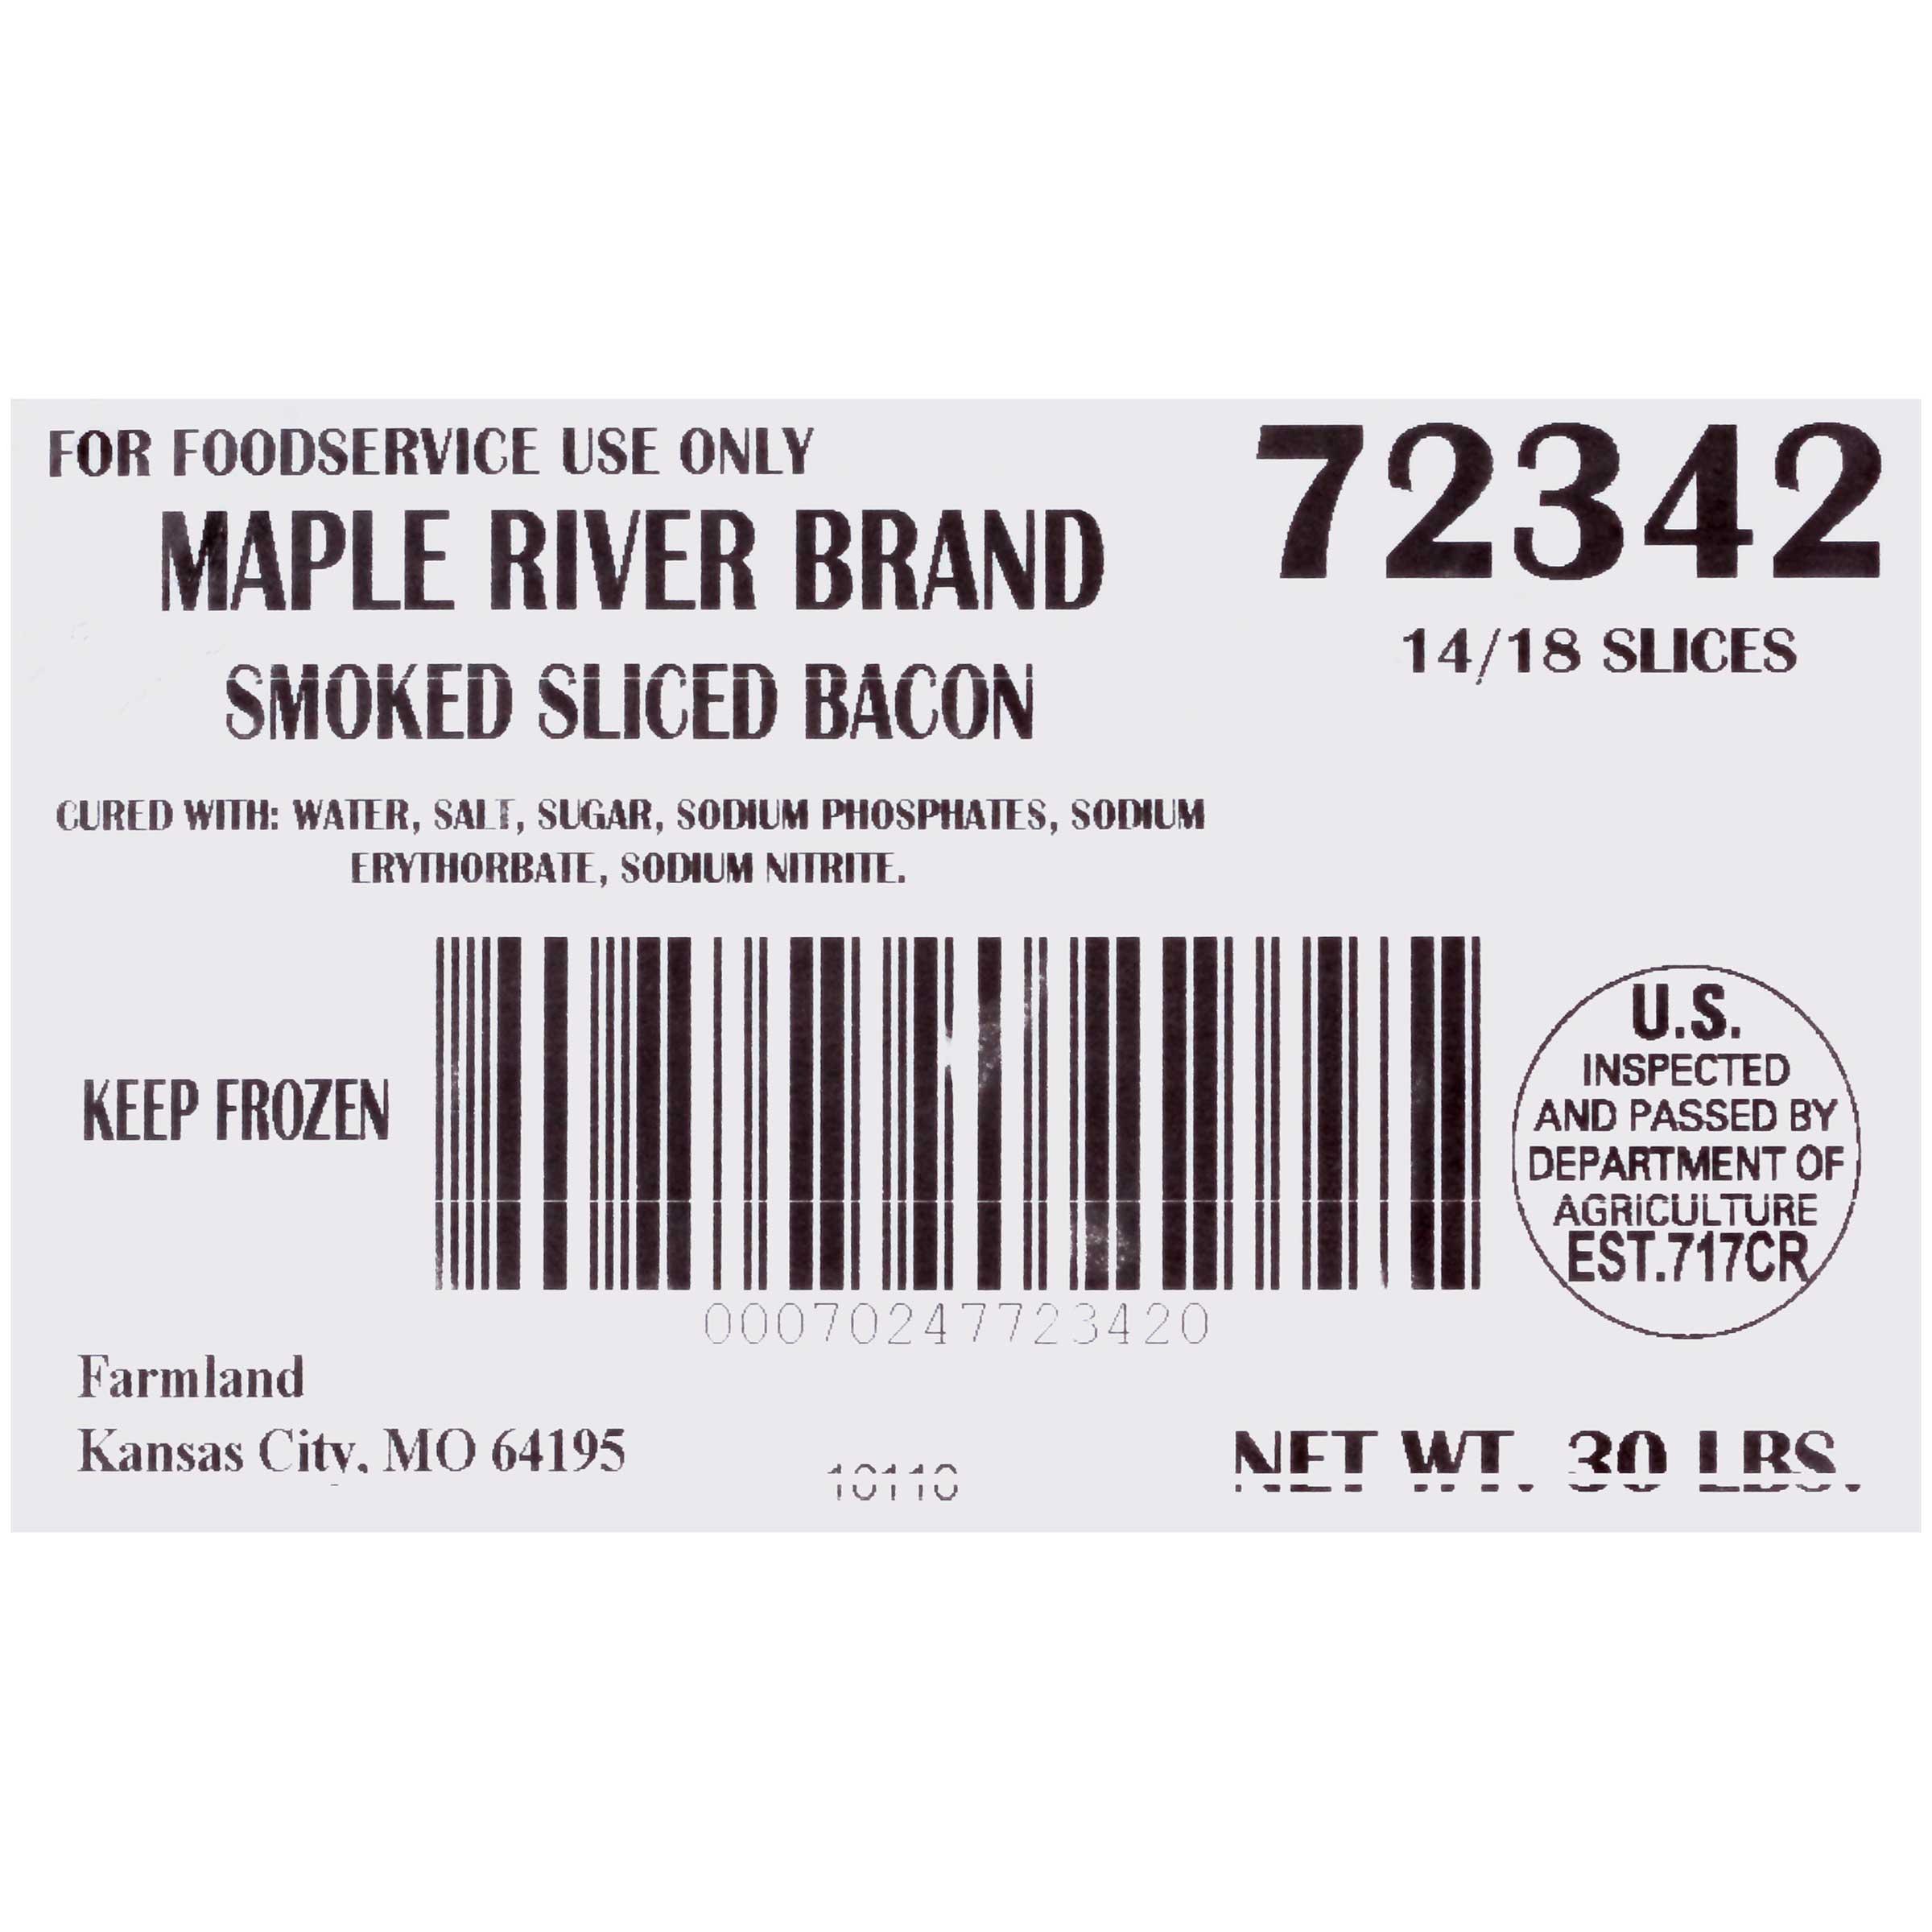 FOR FOODSERVICE USE ONLY
72342
MAPLE RIVER BRAND
14/18 SLICES
SMOKED SLICED BACON
CURED WITH: WATER, SALT, SUGAR, SODIUM PHOSPHATES, SODIUM
ERYTHORBATE, SODIUM NITRITE.
KEEP FROZEN
00070247723420
U.S.
INSPECTED
AND PASSED BY
DEPARTMENT OF
AGRICULTURE
EST.717CR
Farmland
Kansas City, MO 64195
10110
NET WT. 30 LBS.